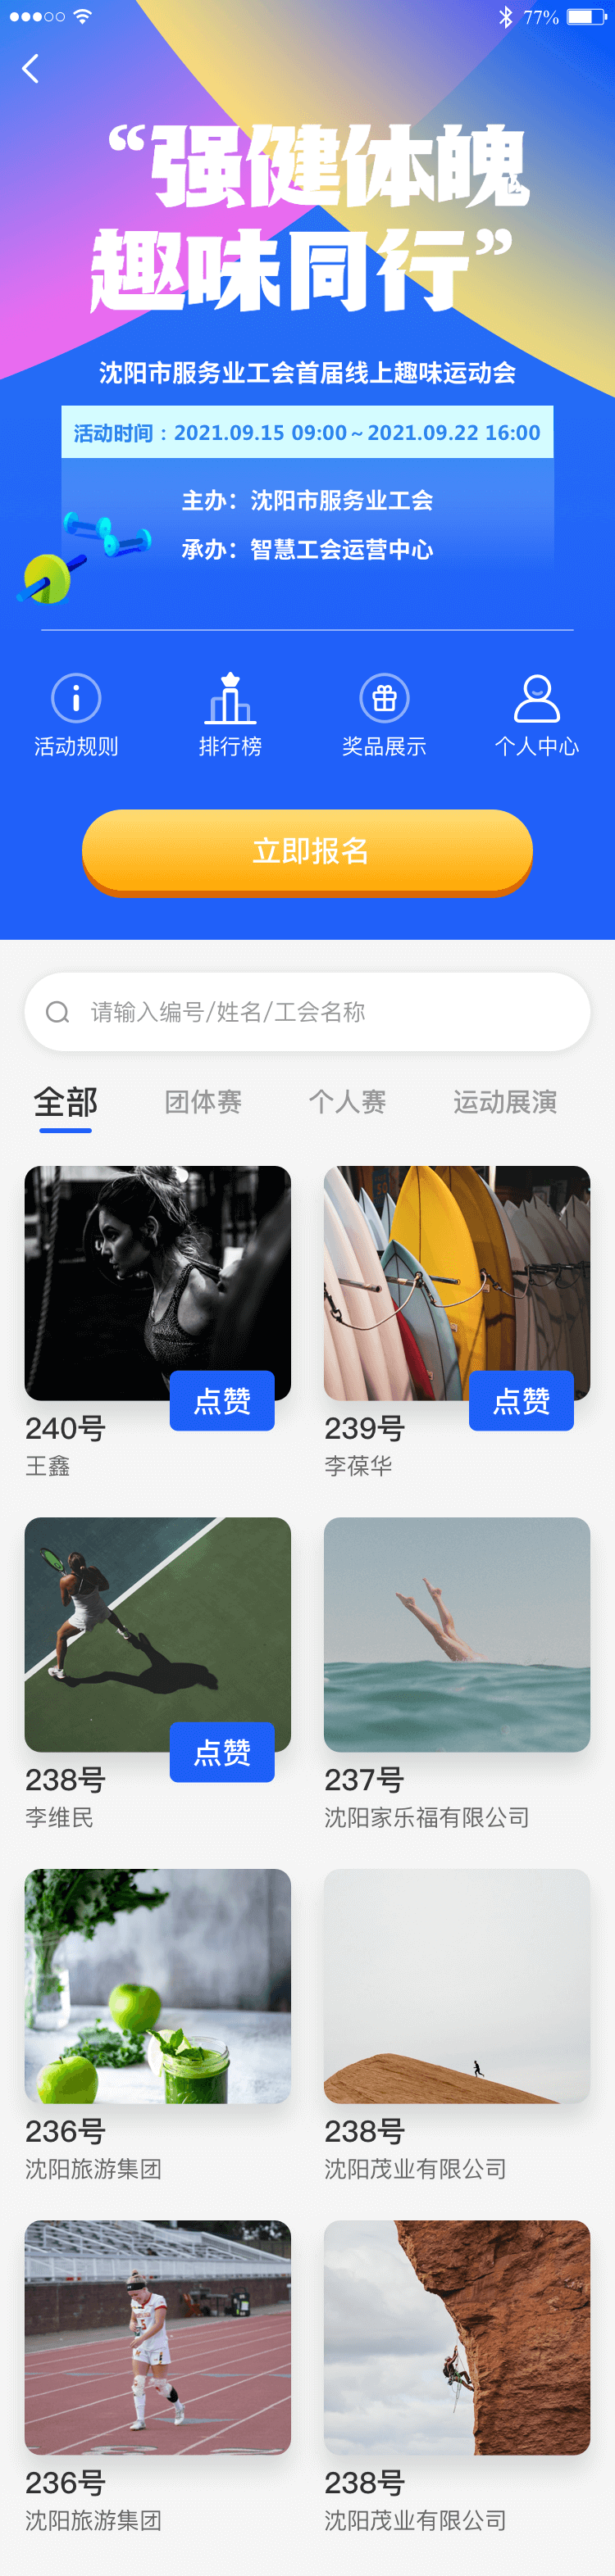 77%
“强健体魄
趣味同行”
沈阳市服务业工会首届线上趣味运动会
活动时间：2021.09.15 09:00～2021.09.22 16:00
主办：沈阳市服务业工会
承办：智慧工会运营中心
活动规则 排行榜 奖品展示 个人中心
立即报名
请输入编号/姓名/工会名称
全部 团体赛 个人赛 运动展演
点赞 点赞
240号 239号
王鑫 李葆华
点赞
238号 237号
李维民 沈阳家乐福有限公司
236号 238号
沈阳旅游集团 沈阳茂业有限公司
236号 238号
沈阳旅游集团 沈阳茂业有限公司